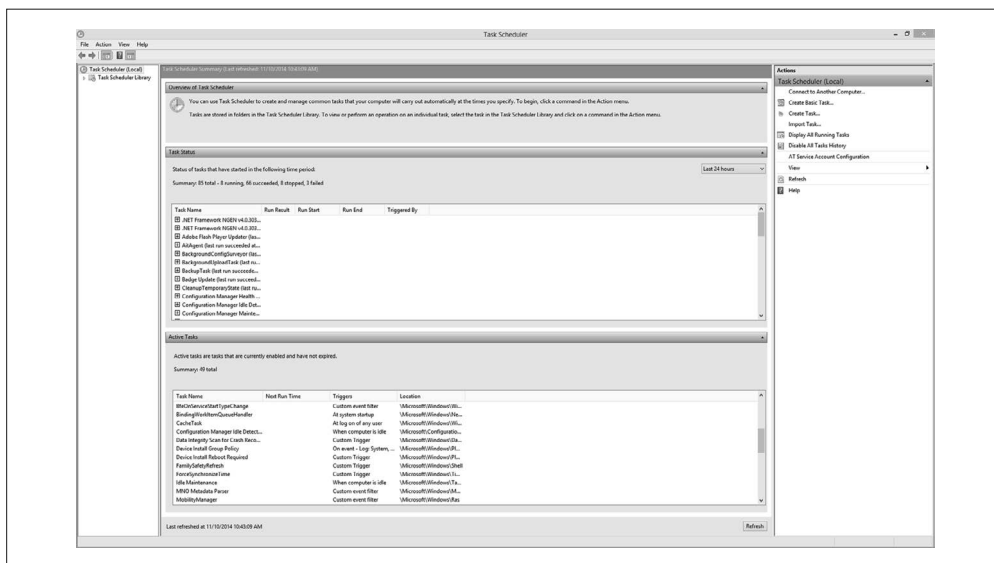 Task Scheduler
File Action View Help
Task Scheduler (Local)
Task Scheduler Library
Task Scheduler Summary (Last refreshed: 11/10/2014 10:43:09 AM)
Overview of Task Scheduler
You can use Task Scheduler to create and manage common tasks that your computer will carry out automatically at the times you specify. To begin, click a command in the Action menu.
Tasks are stored in folders in the Task Scheduler Library. To view or perform an operation on an individual task, select the task in the Task Scheduler Library and click on a command in the Action menu.
Task Status
Status of tasks that have started in the following time period:
Last 24 hours
Summary: 85 total - 8 running, 66 succeeded, 8 stopped, 3 failed
Task Name Run Result Run Start Run End Triggered By
.NET Framework NGEN v4.0.303...
.NET Framework NGEN v4.0.303...
Adobe Flash Player Updater (las...
AitAgent (last run succeeded at...
BackgroundConfigSurveyor (las...
BackgroundUploadTask (last ru...
BackupTask (last run succeede...
Badge Update (last run succeed...
CleanupTemporaryState (last ru...
Configuration Manager Health ...
Configuration Manager Idle Det...
Configuration Manager Mainte...
Active Tasks
Active tasks are tasks that are currently enabled and have not expired.
Summary: 49 total
Task Name Next Run Time Triggers Location
BfeOnServiceStartTypeChange Custom event filter \Microsoft\Windows\Wi...
BindingWorkItemQueueHandler At system startup \Microsoft\Windows\Ne...
CacheTask At log on of any user \Microsoft\Windows\Wi...
Configuration Manager Idle Detect... When computer is idle \Microsoft\Configuratio...
Data Integrity Scan for Crash Reco... Custom Trigger \Microsoft\Windows\Da...
Device Install Group Policy On event - Log: System, ... \Microsoft\Windows\Pl...
Device Install Reboot Required Custom Trigger \Microsoft\Windows\Pl...
FamilySafetyRefresh Custom Trigger \Microsoft\Windows\Shell
ForceSynchronizeTime Custom Trigger \Microsoft\Windows\Ti...
Idle Maintenance When computer is idle \Microsoft\Windows\Ta...
MNO Metadata Parser Custom event filter \Microsoft\Windows\M...
MobilityManager Custom event filter \Microsoft\Windows\Ras
Last refreshed at 11/10/2014 10:43:09 AM
Refresh
Actions
Task Scheduler (Local)
Connect to Another Computer...
Create Basic Task...
Create Task...
Import Task...
Display All Running Tasks
Disable All Tasks History
AT Service Account Configuration
View
Refresh
Help